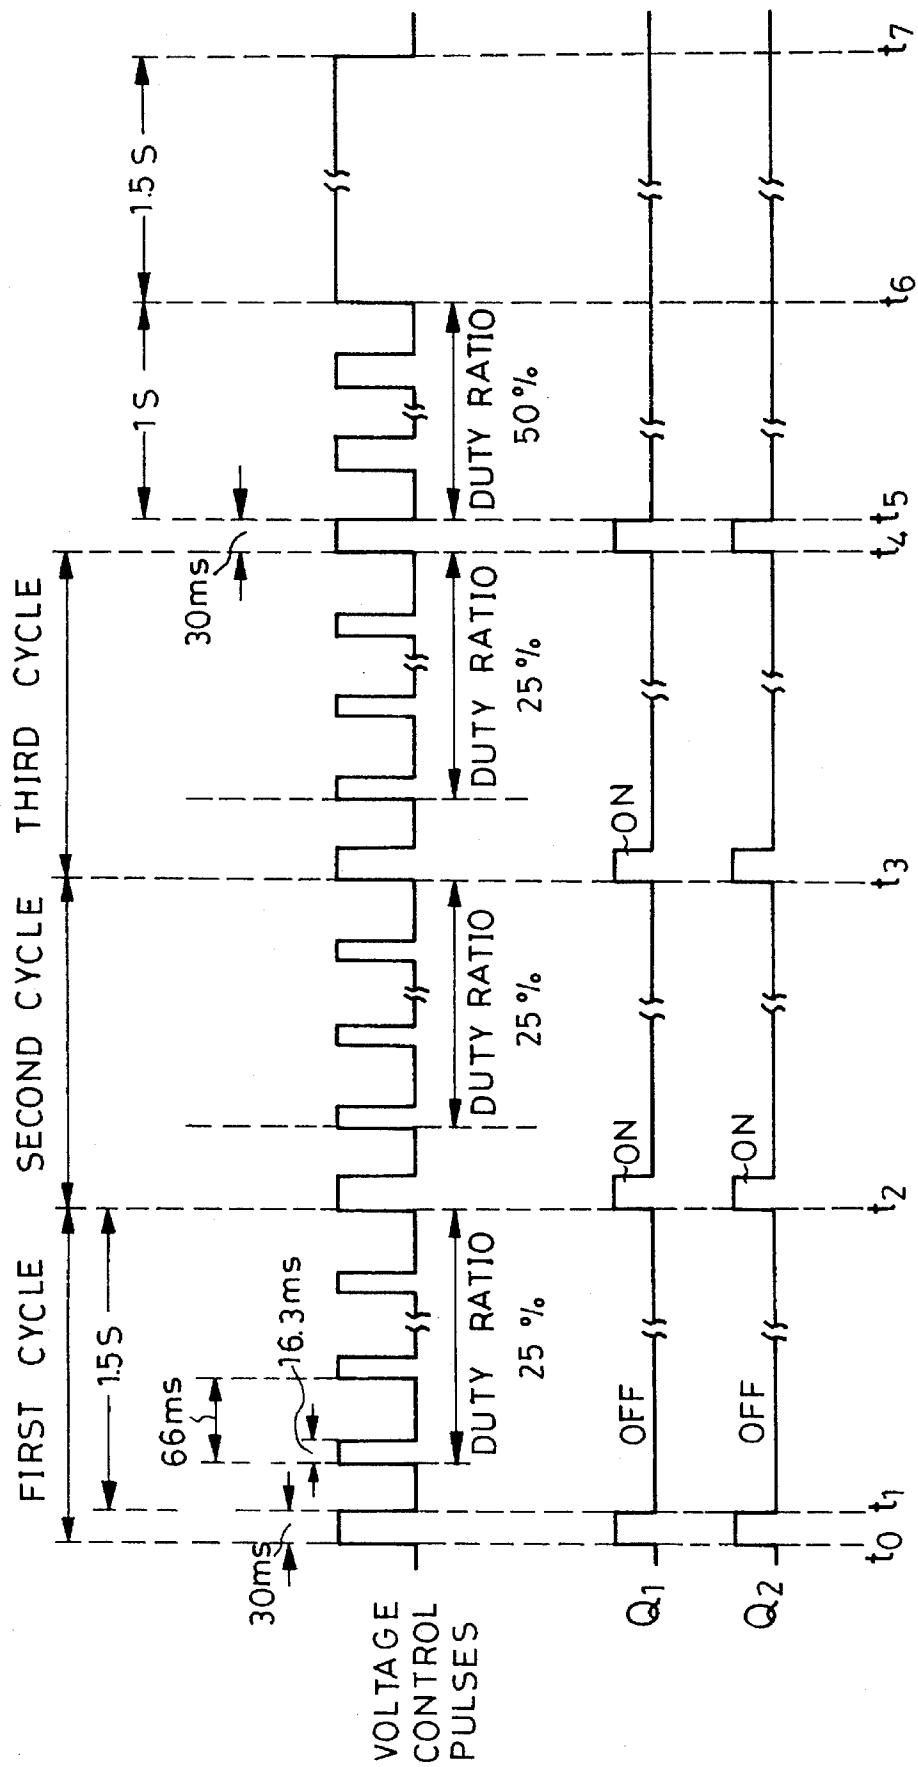 FIRST CYCLE
SECOND CYCLE
THIRD CYCLE
1.5 S
1 S
1.5 S
66ms
30ms
16.3ms
30ms
VOLTAGE
CONTROL
PULSES
DUTY RATIO
25 %
DUTY RATIO
25%
DUTY RATIO
25%
DUTY RATIO
50%
Q1
OFF
ON
ON
Q2
OFF
ON
t0
t1
t2
t3
t4
t5
t6
t7